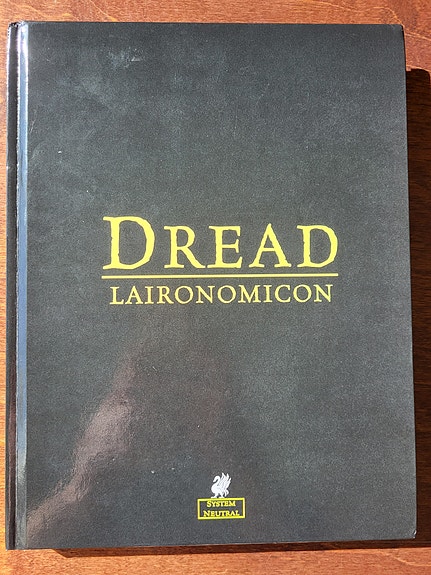 DREAD
LAIRONOMICON
SYSTEM
NEUTRAL